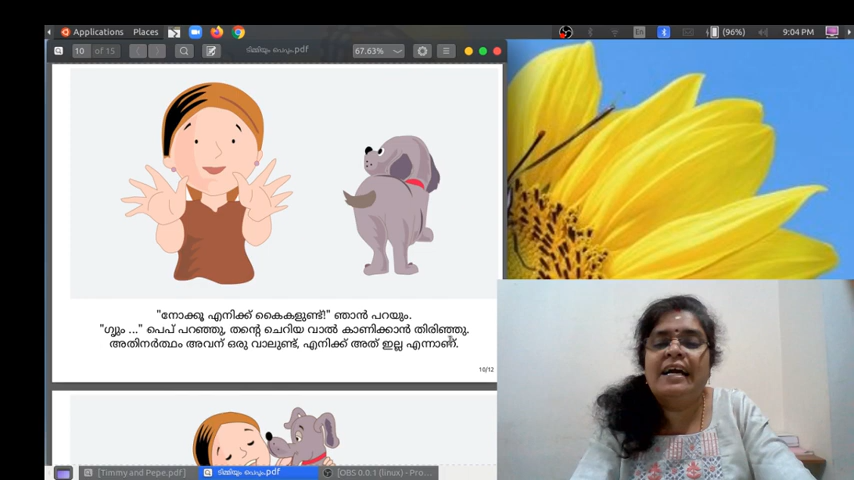 Applications Places En (96%) 9:04 PM
10 of 15 ടിമ്മിയും പെപും.pdf 67.63%
"നോക്കൂ എനിക്ക് കൈകളുണ്ട്!" ഞാൻ പറയും.
"ഗ്യും ..." പെപ് പറഞ്ഞു, തന്റെ ചെറിയ വാൽ കാണിക്കാൻ തിരിഞ്ഞു.
അതിനർത്ഥം അവന് ഒരു വാലുണ്ട്, എനിക്ക് അത് ഇല്ല എന്നാണ്.
10/12
[Timmy and Pepe.pdf] ടിമ്മിയും പെപും.pdf [OBS 0.0.1 (linux) - Pro...